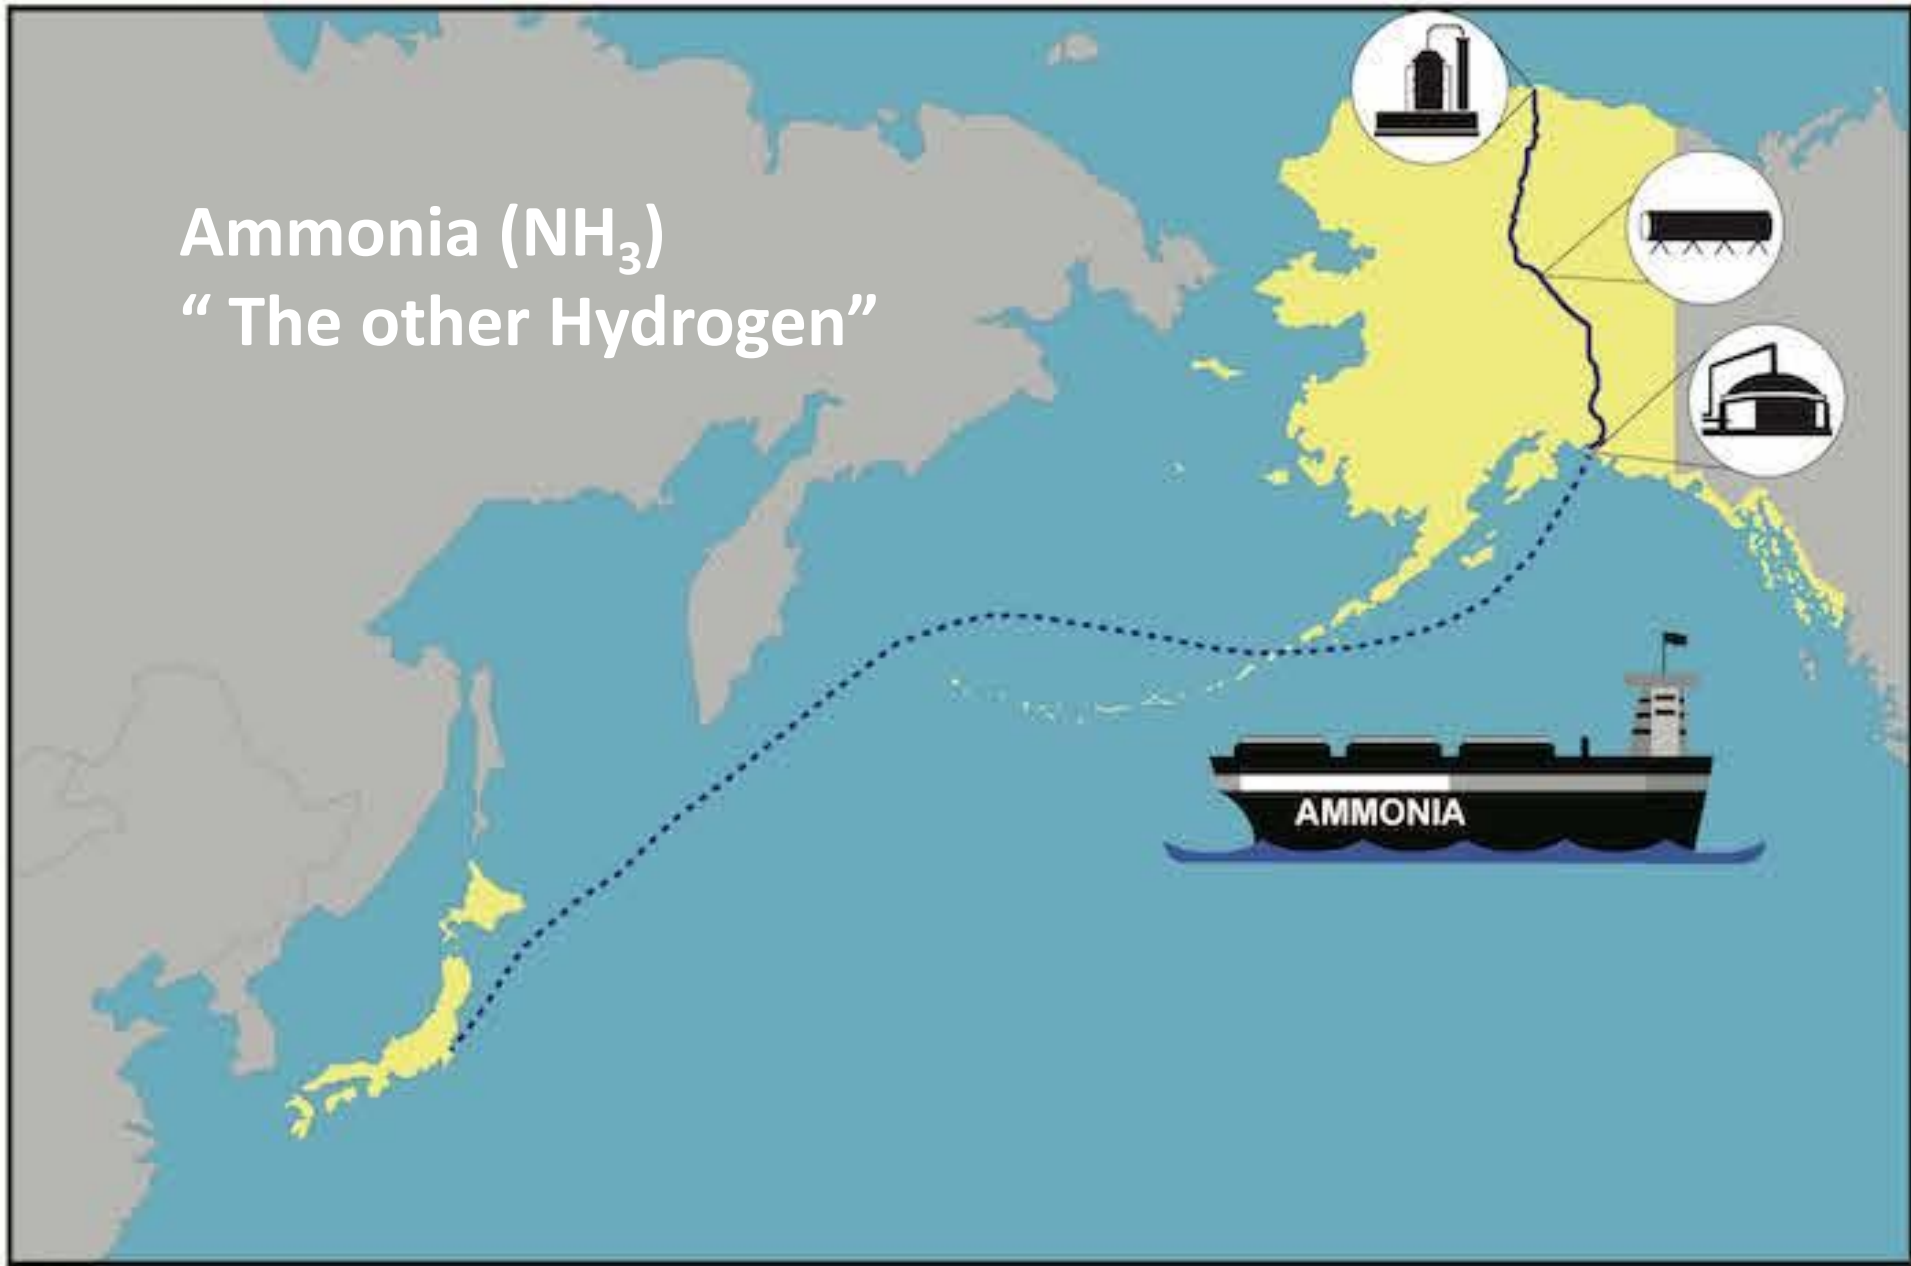 Ammonia (NH₃)
“ The other Hydrogen”
AMMONIA